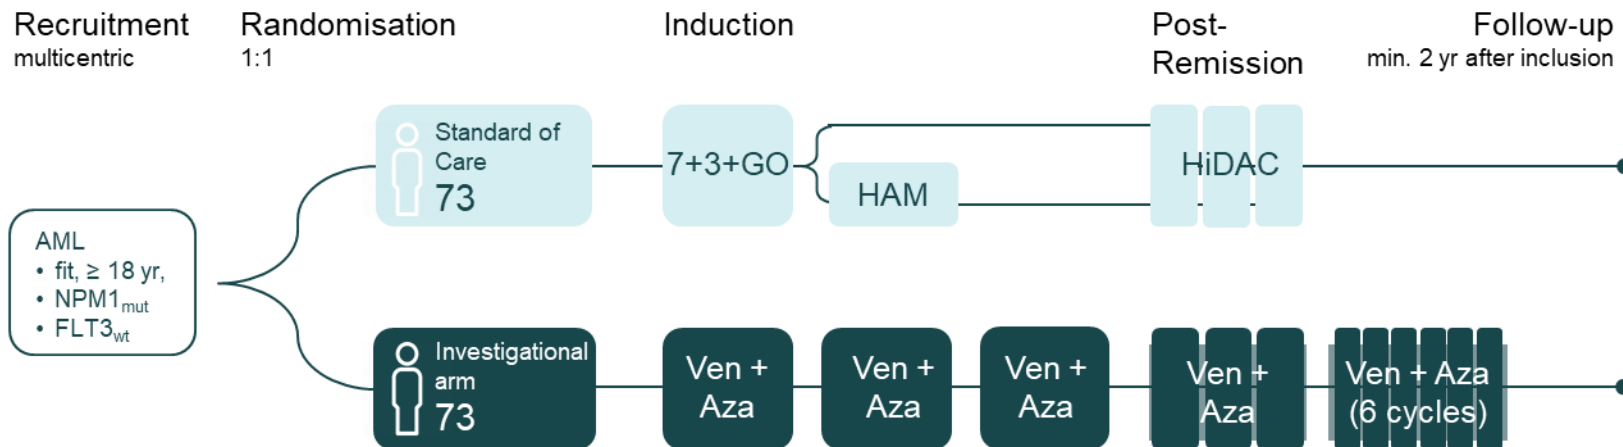 Recruitment
multicentric
Randomisation
1:1
Induction
Post-
Remission
Follow-up
min. 2 yr after inclusion
AML
• fit, ≥ 18 yr,
• NPM1mut
• FLT3wt
Standard of
Care
73
7+3+GO
HAM
HiDAC
Investigational
arm
73
Ven +
Aza
Ven +
Aza
Ven +
Aza
Ven +
Aza
Ven + Aza
(6 cycles)